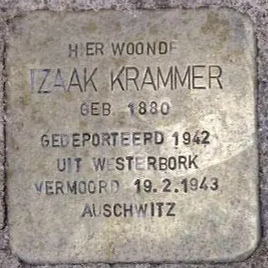 HIER WOONDE
IZAAK KRAMMER
GEB. 1880
GEDEPORTEERD 1942
UIT WESTERBORK
VERMOORD 19.2.1943
AUSCHWITZ